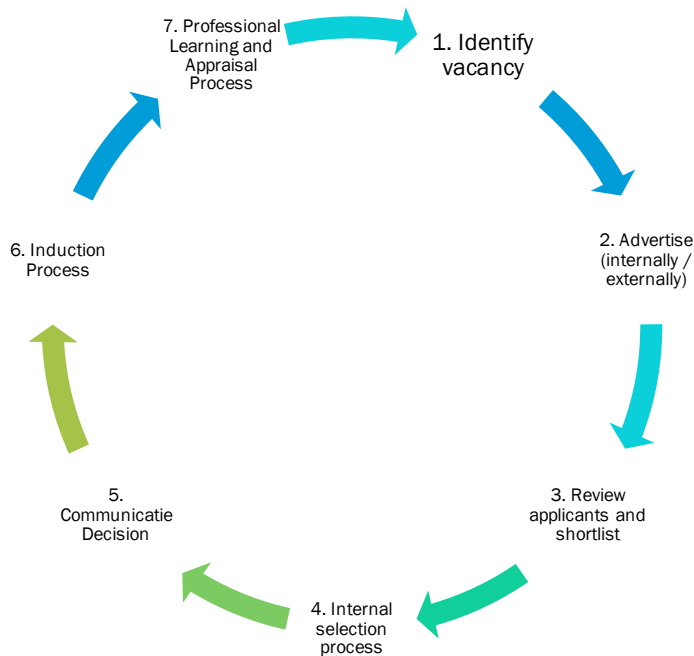 1. Identify
vacancy
2. Advertise
(internally /
externally)
3. Review
applicants and
shortlist
4. Internal
selection
process
5.
Communicatie
Decision
6. Induction
Process
7. Professional
Learning and
Appraisal
Process